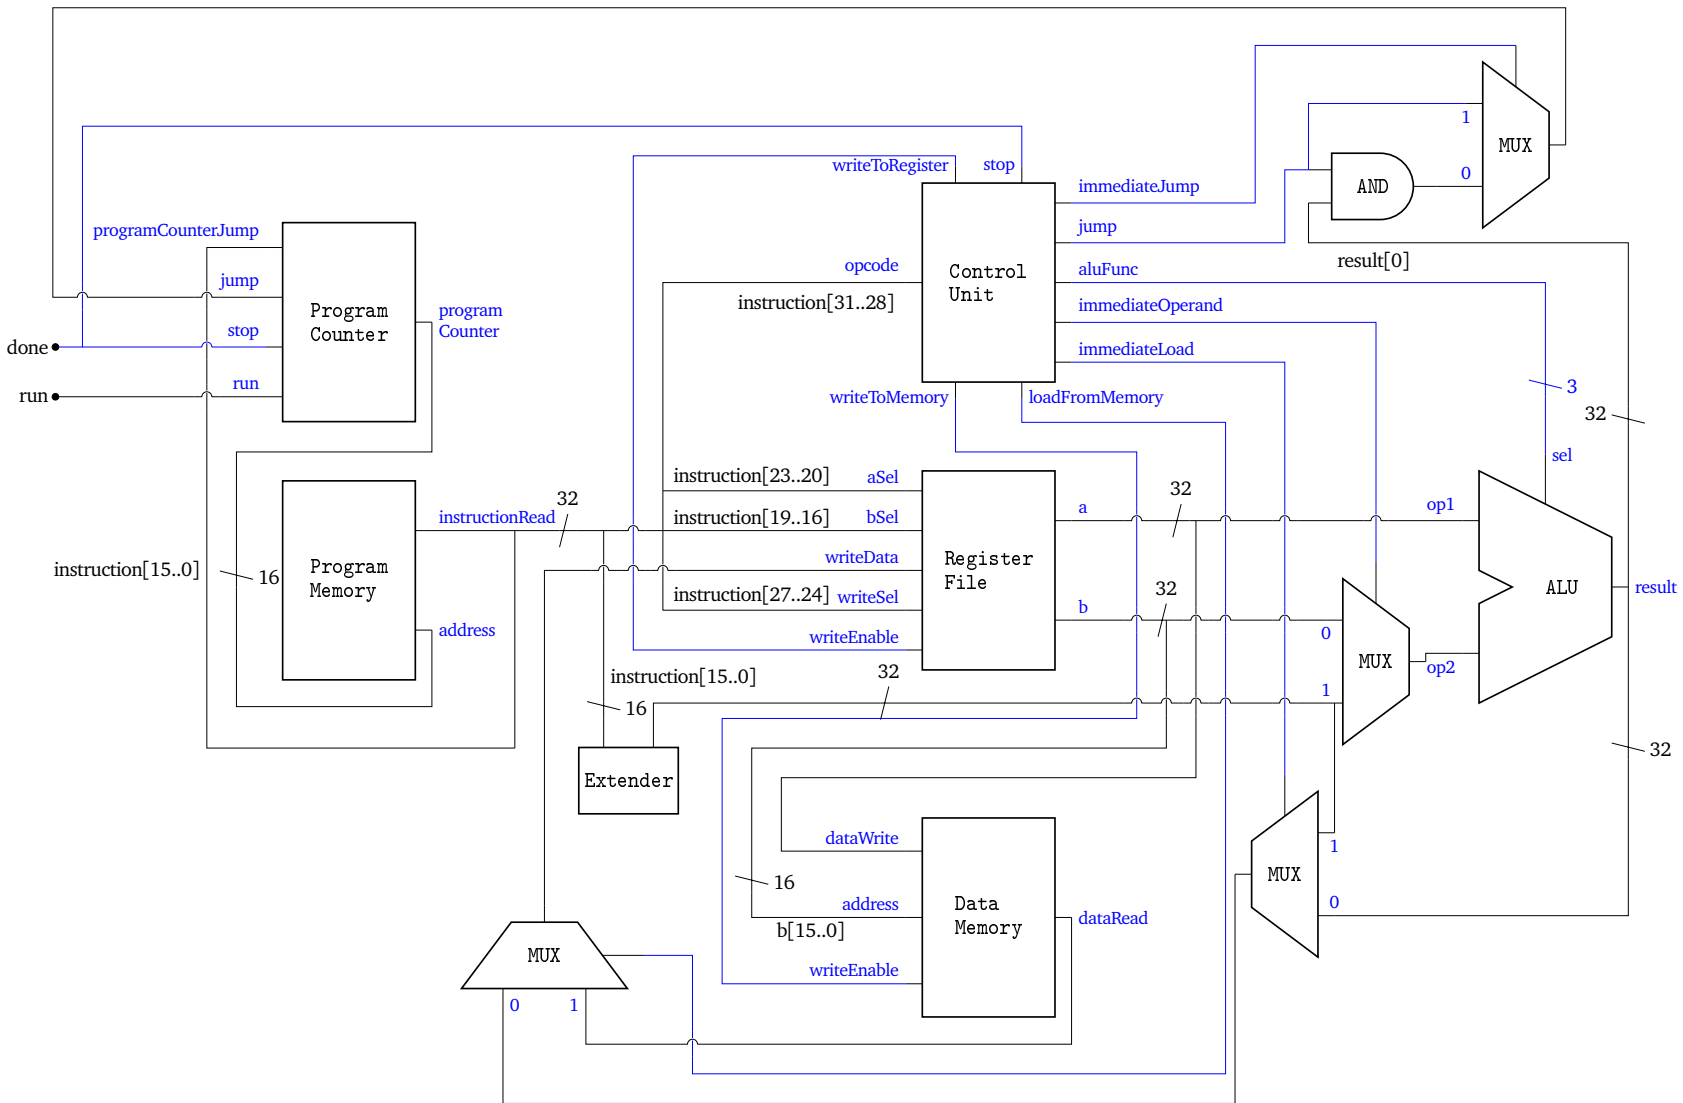 writeToRegister
stop
immediateJump
1
MUX
0
AND
jump
result[0]
programCounterJump
jump
stop
run
done
run
Program
Counter
program
Counter
opcode
instruction[31..28]
Control
Unit
aluFunc
immediateOperand
immediateLoad
writeToMemory
loadFromMemory
3
32
sel
instruction[23..20]
aSel
32
instructionRead
instruction[19..16]
bSel
writeData
instruction[27..24]
writeSel
writeEnable
Register
File
a
32
b
32
op1
op2
0
1
MUX
ALU
result
instruction[15..0]
16
Program
Memory
address
instruction[15..0]
16
32
Extender
32
dataWrite
16
address
b[15..0]
writeEnable
Data
Memory
dataRead
MUX
1
0
MUX
0
1